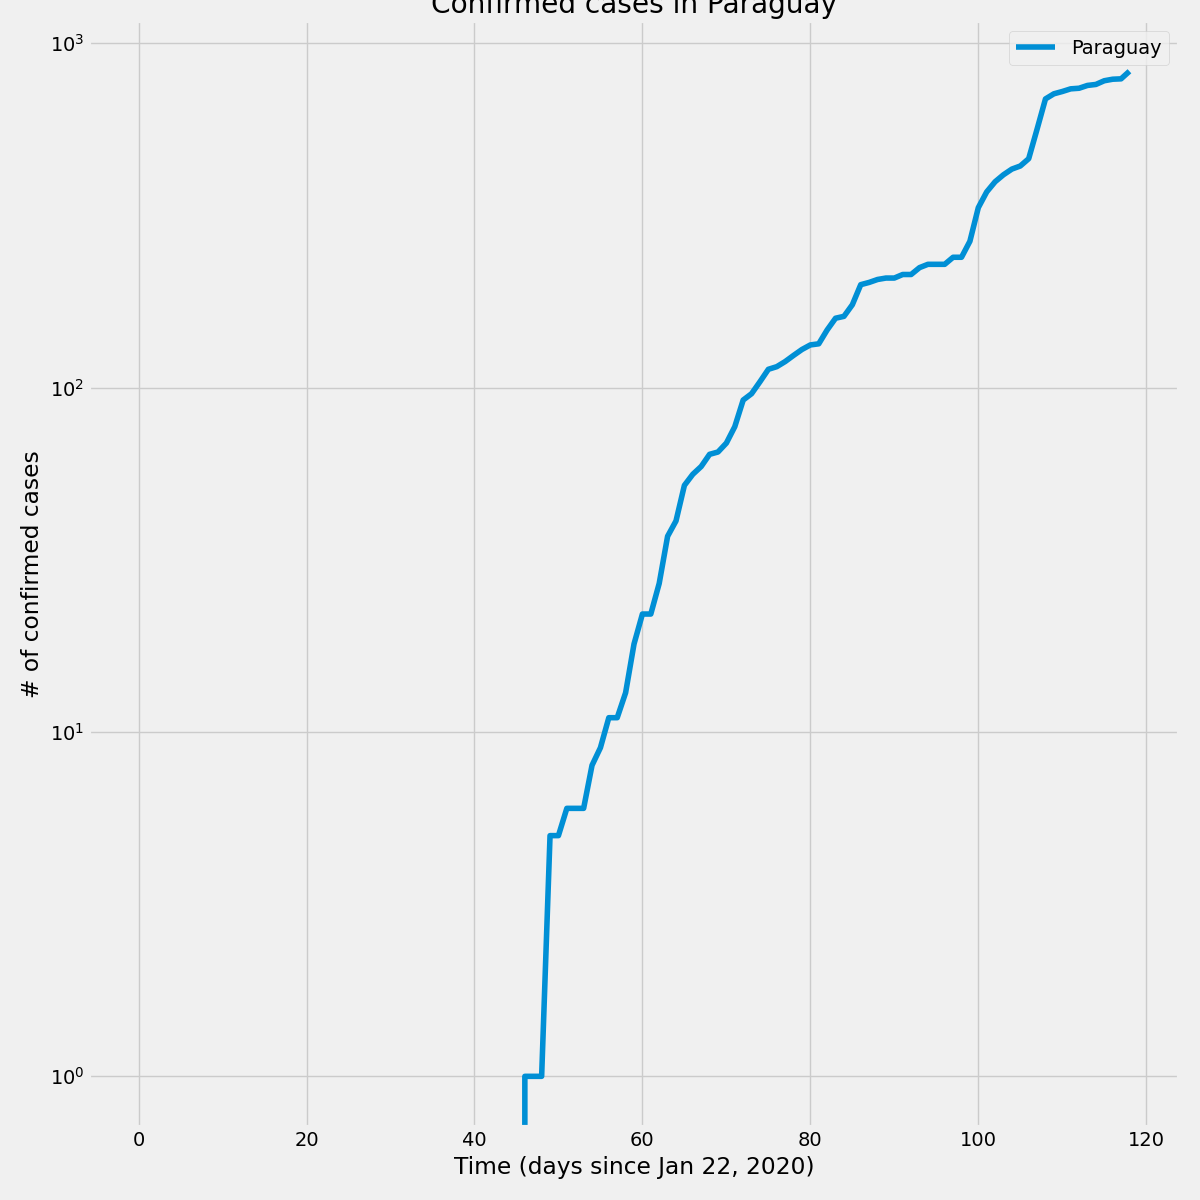 Confirmed cases in Paraguay
Paraguay
10³
10²
10¹
10⁰
# of confirmed cases
0 20 40 60 80 100 120
Time (days since Jan 22, 2020)